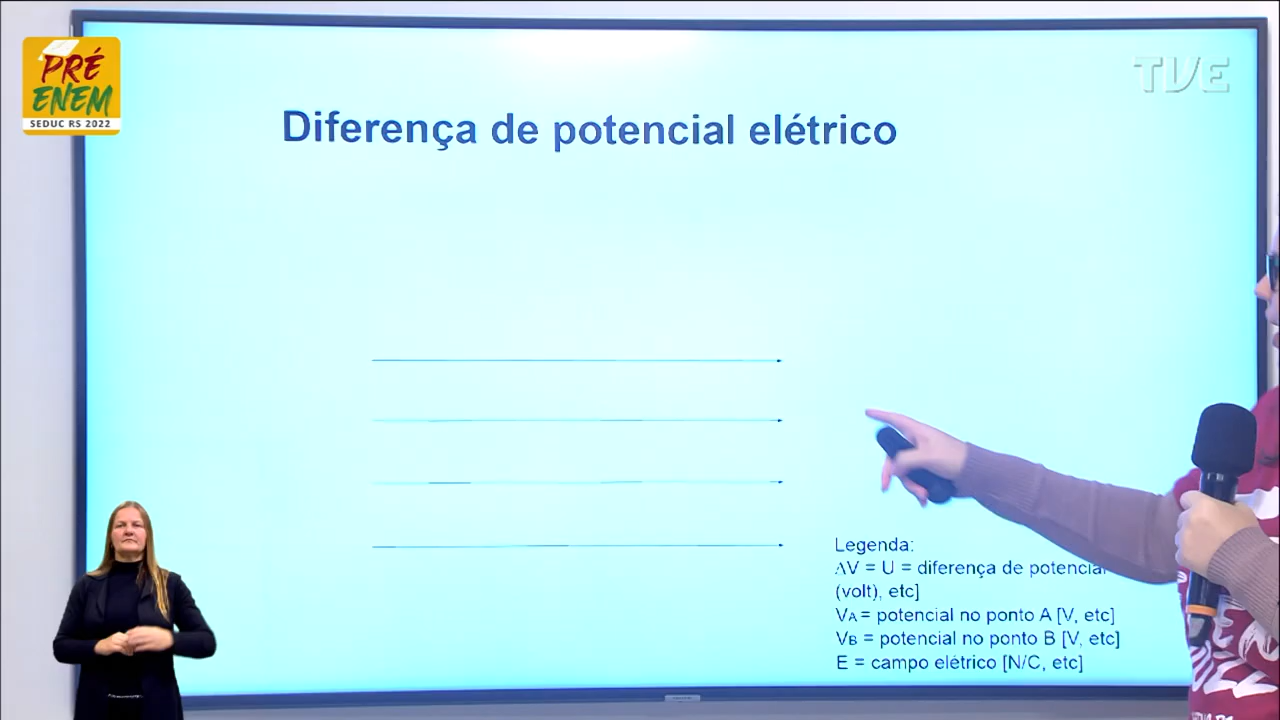 PRÉ
ENEM
SEDUC RS 2022
TVE
Diferença de potencial elétrico
Legenda:
ΔV = U = diferença de potencial
(volt), etc]
VA = potencial no ponto A [V, etc]
VB = potencial no ponto B [V, etc]
E = campo elétrico [N/C, etc]